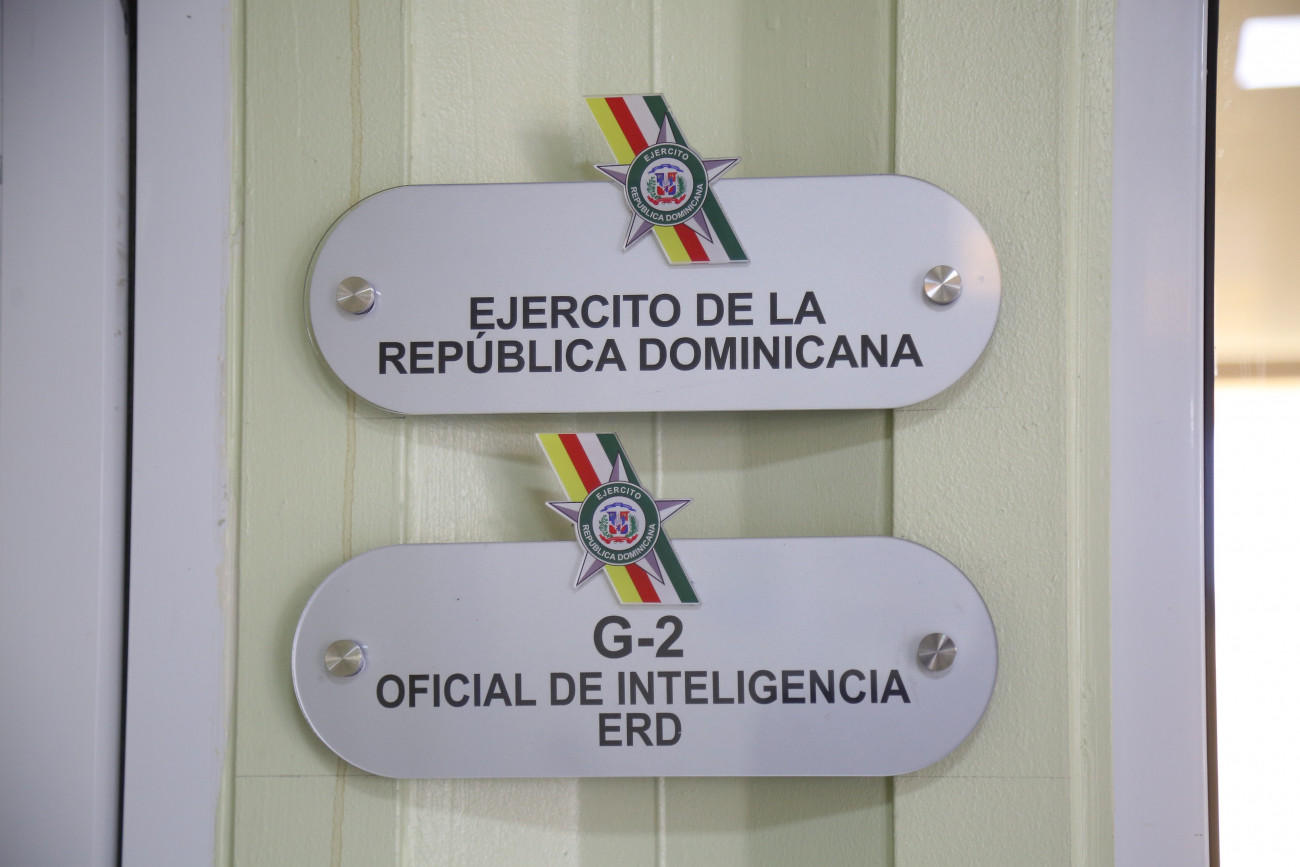 EJERCITO
REPÚBLICA DOMINICANA
EJERCITO DE LA
REPÚBLICA DOMINICANA
EJERCITO
REPÚBLICA DOMINICANA
G-2
OFICIAL DE INTELIGENCIA
ERD